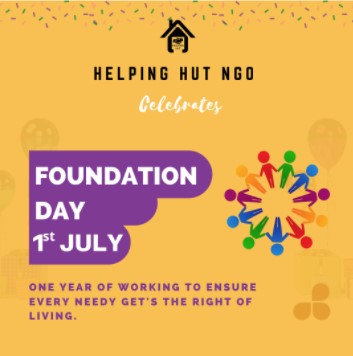 HELPING HUT NGO
Celebrates
FOUNDATION
DAY
1st JULY
ONE YEAR OF WORKING TO ENSURE
EVERY NEEDY GET'S THE RIGHT OF
LIVING.